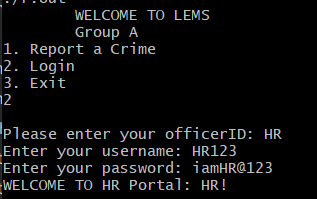 ./r.out
WELCOME TO LEMS
Group A
1. Report a Crime
2. Login
3. Exit
2
Please enter your officerID: HR
Enter your username: HR123
Enter your password: iamHR@123
WELCOME TO HR Portal: HR!